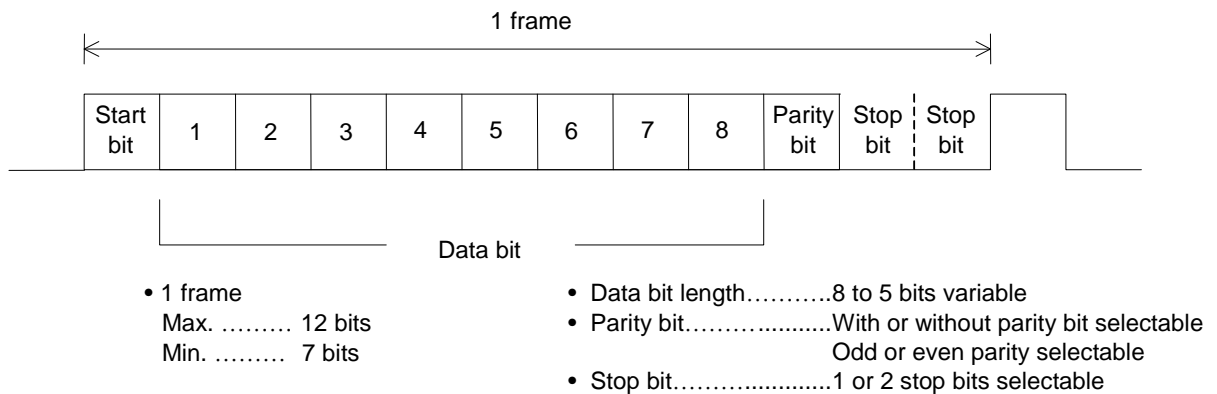 1 frame
Start bit 1 2 3 4 5 6 7 8 Parity bit Stop bit Stop bit
Data bit
• 1 frame
Max. ……… 12 bits
Min. ……… 7 bits
• Data bit length………..8 to 5 bits variable
• Parity bit………...........With or without parity bit selectable
Odd or even parity selectable
• Stop bit……….............1 or 2 stop bits selectable